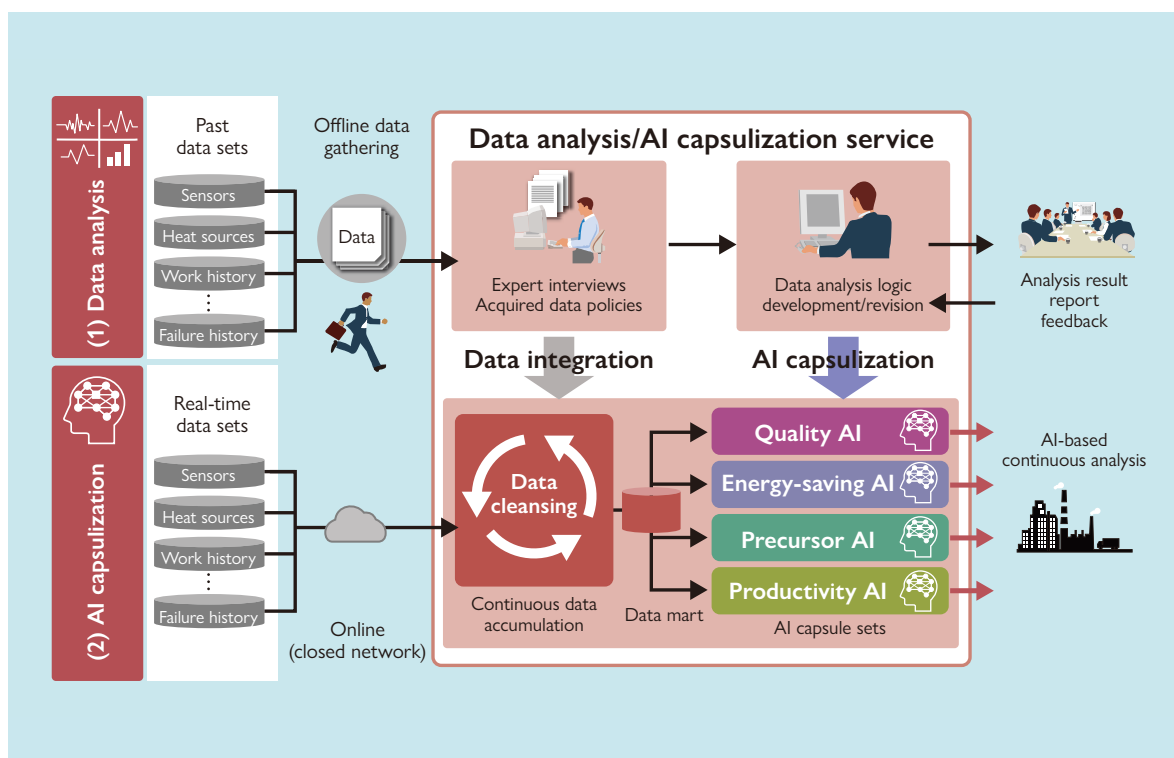 (1) Data analysis
Past
data sets
Sensors
Heat sources
Work history
Failure history
Offline data
gathering
Data
Data analysis/AI capsulization service
Expert interviews
Acquired data policies
Data analysis logic
development/revision
Analysis result
report
feedback
Data integration
AI capsulization
(2) AI capsulization
Real-time
data sets
Sensors
Heat sources
Work history
Failure history
Online
(closed network)
Data
cleansing
Continuous data
accumulation
Data mart
Quality AI
Energy-saving AI
Precursor AI
Productivity AI
AI capsule sets
AI-based
continuous analysis